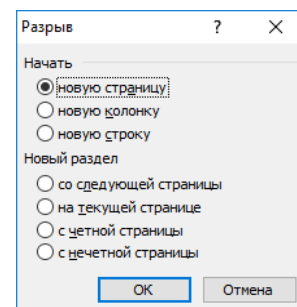 Разрыв ?
Начать
новую страницу
новую колонку
новую строку
Новый раздел
со следующей страницы
на текущей странице
с четной страницы
с нечетной страницы
ОК Отмена